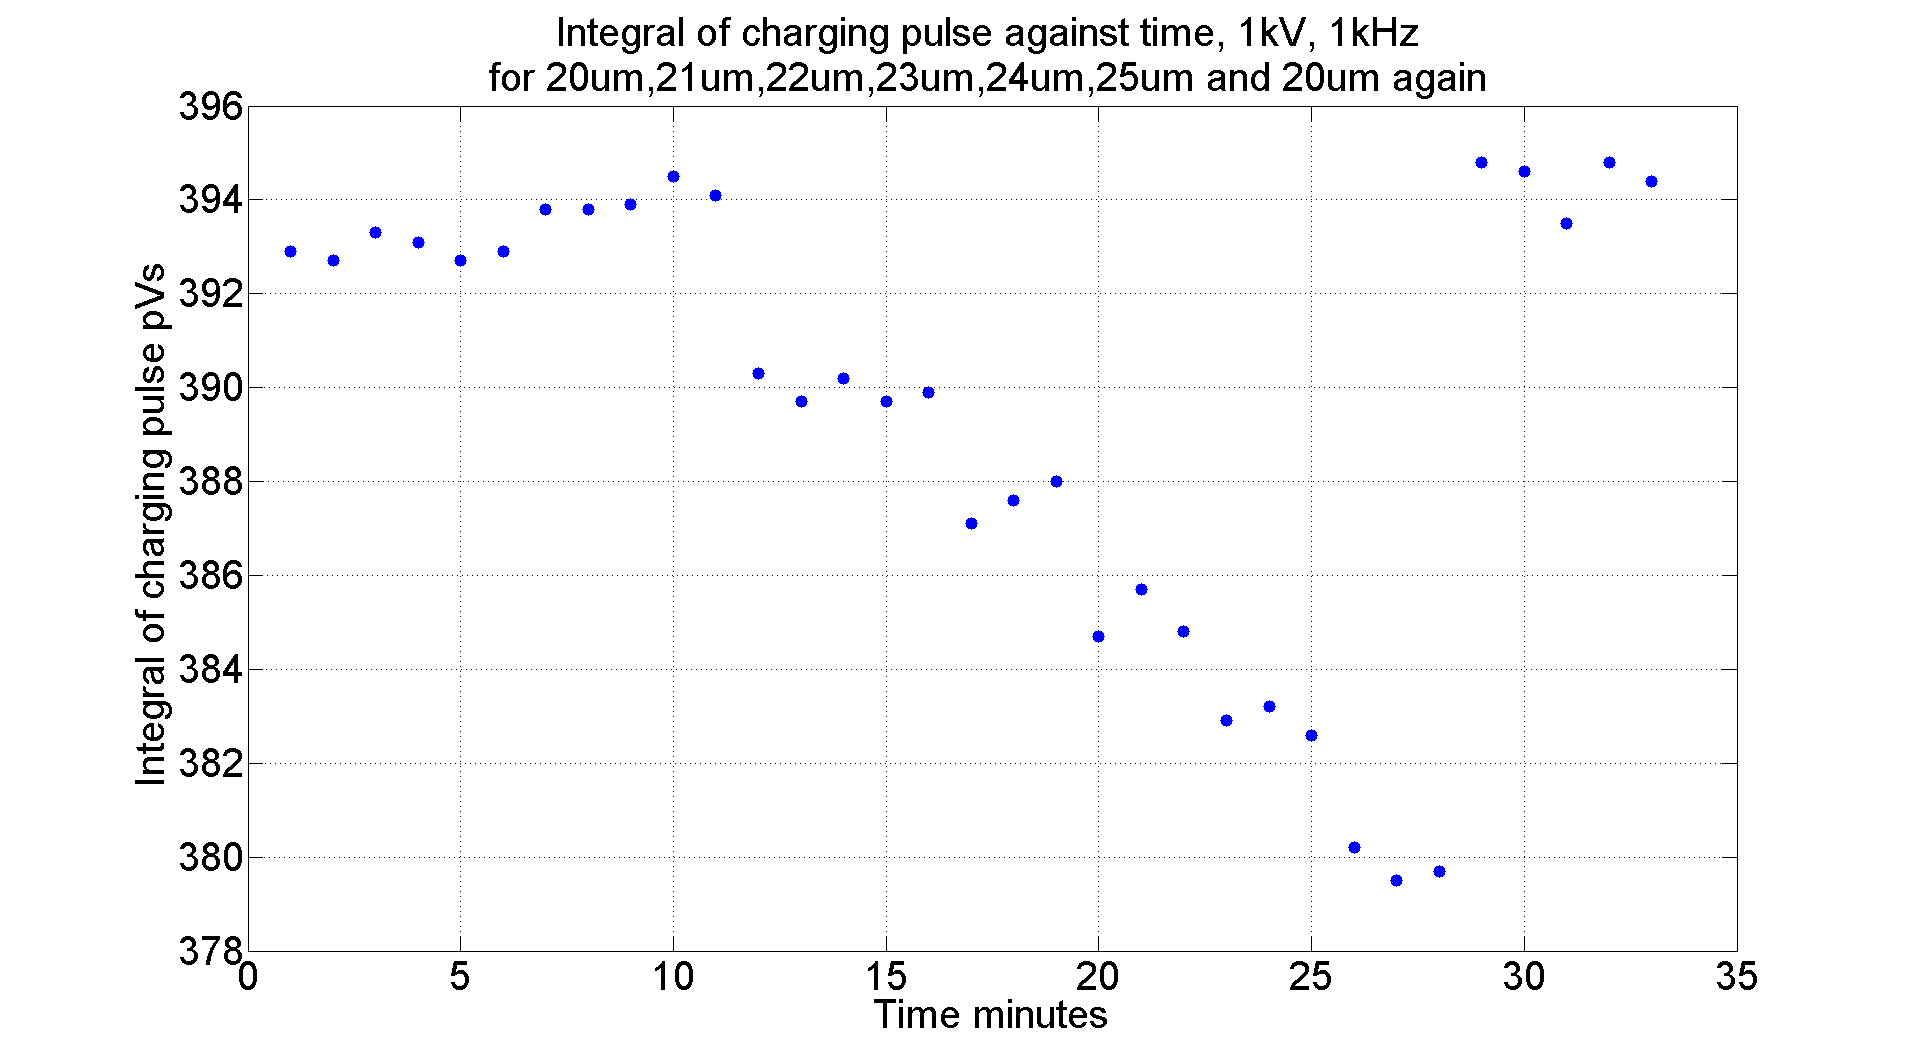 Integral of charging pulse against time, 1kV, 1kHz
for 20um,21um,22um,23um,24um,25um and 20um again
396
394
392
390
388
386
384
382
380
378
Integral of charging pulse pVs
0 5 10 15 20 25 30 35
Time minutes